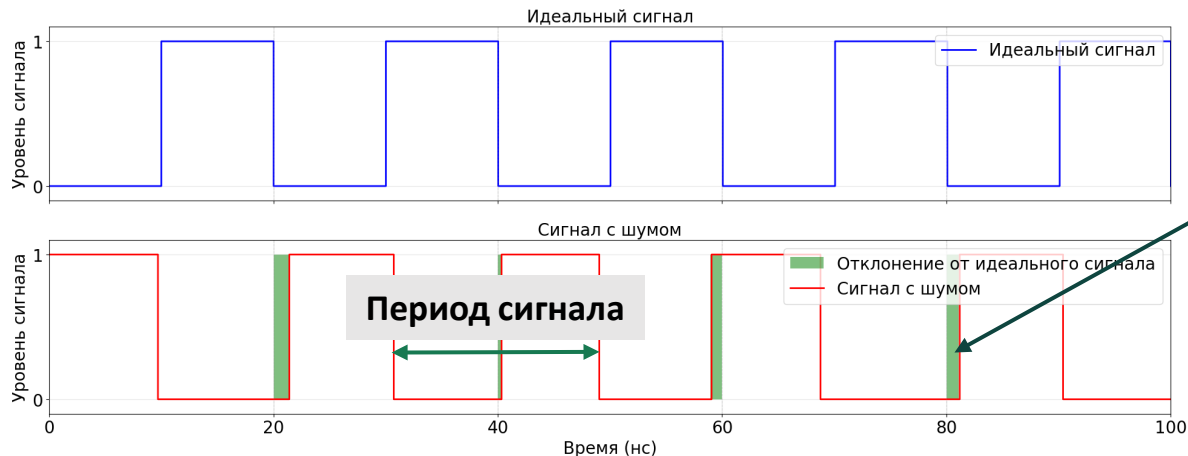 Идеальный сигнал
Уровень сигнала
1
0
Идеальный сигнал
Сигнал с шумом
Уровень сигнала
1
0
Отклонение от идеального сигнала
Сигнал с шумом
Период сигнала
0 20 40 60 80 100
Время (нс)